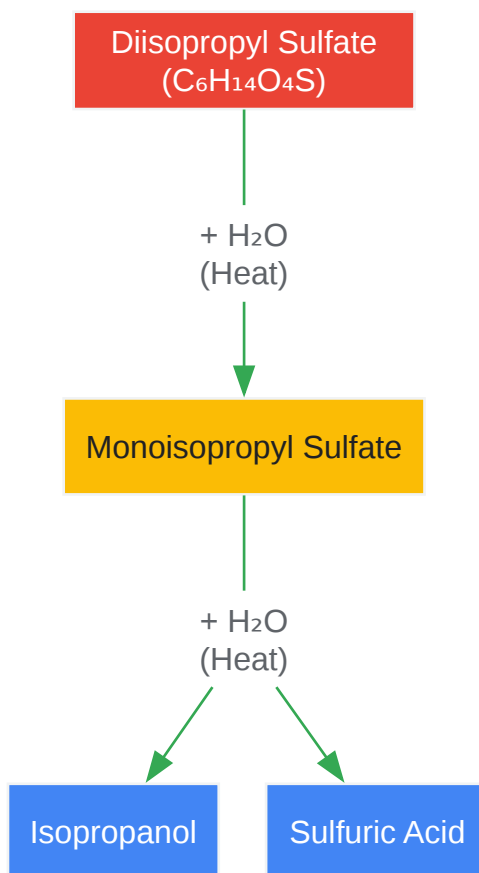 Diisopropyl Sulfate
(C₆H₁₄O₄S)
+ H₂O
(Heat)
Monoisopropyl Sulfate
+ H₂O
(Heat)
Isopropanol
Sulfuric Acid